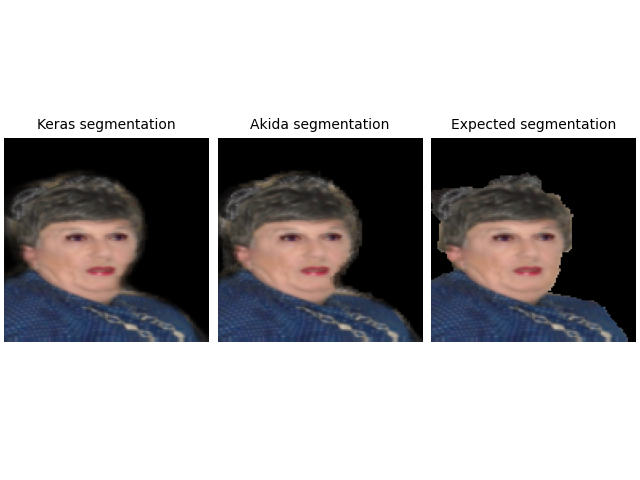 Keras segmentation
Akida segmentation
Expected segmentation